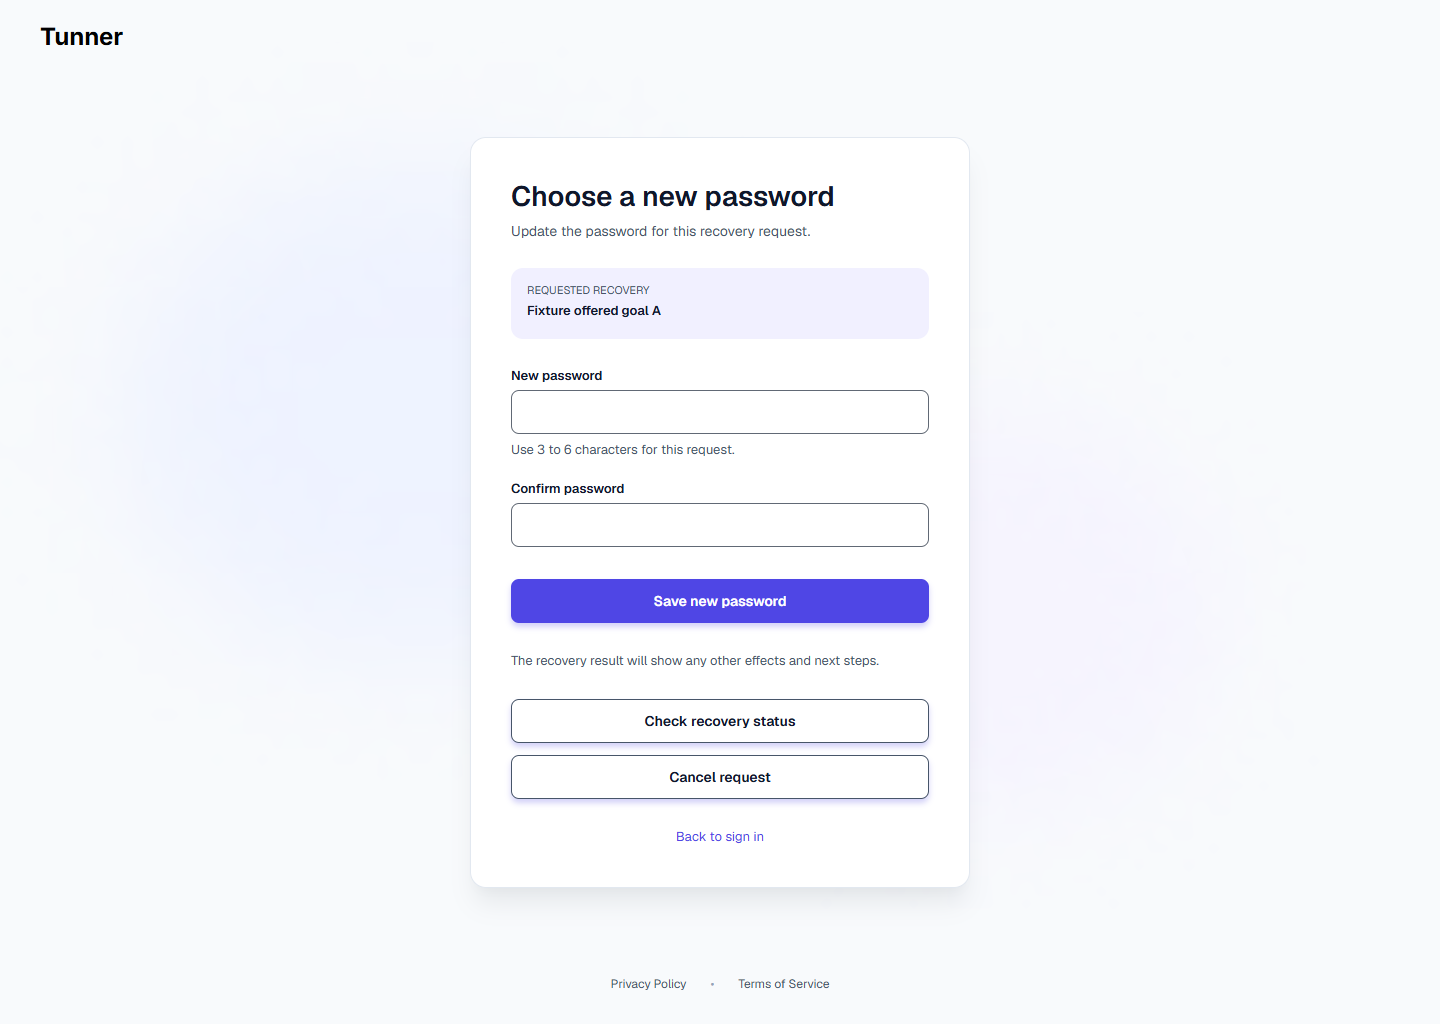 Tunner
Choose a new password
Update the password for this recovery request.
REQUESTED RECOVERY
Fixture offered goal A
New password
Use 3 to 6 characters for this request.
Confirm password
Save new password
The recovery result will show any other effects and next steps.
Check recovery status
Cancel request
Back to sign in
Privacy Policy • Terms of Service